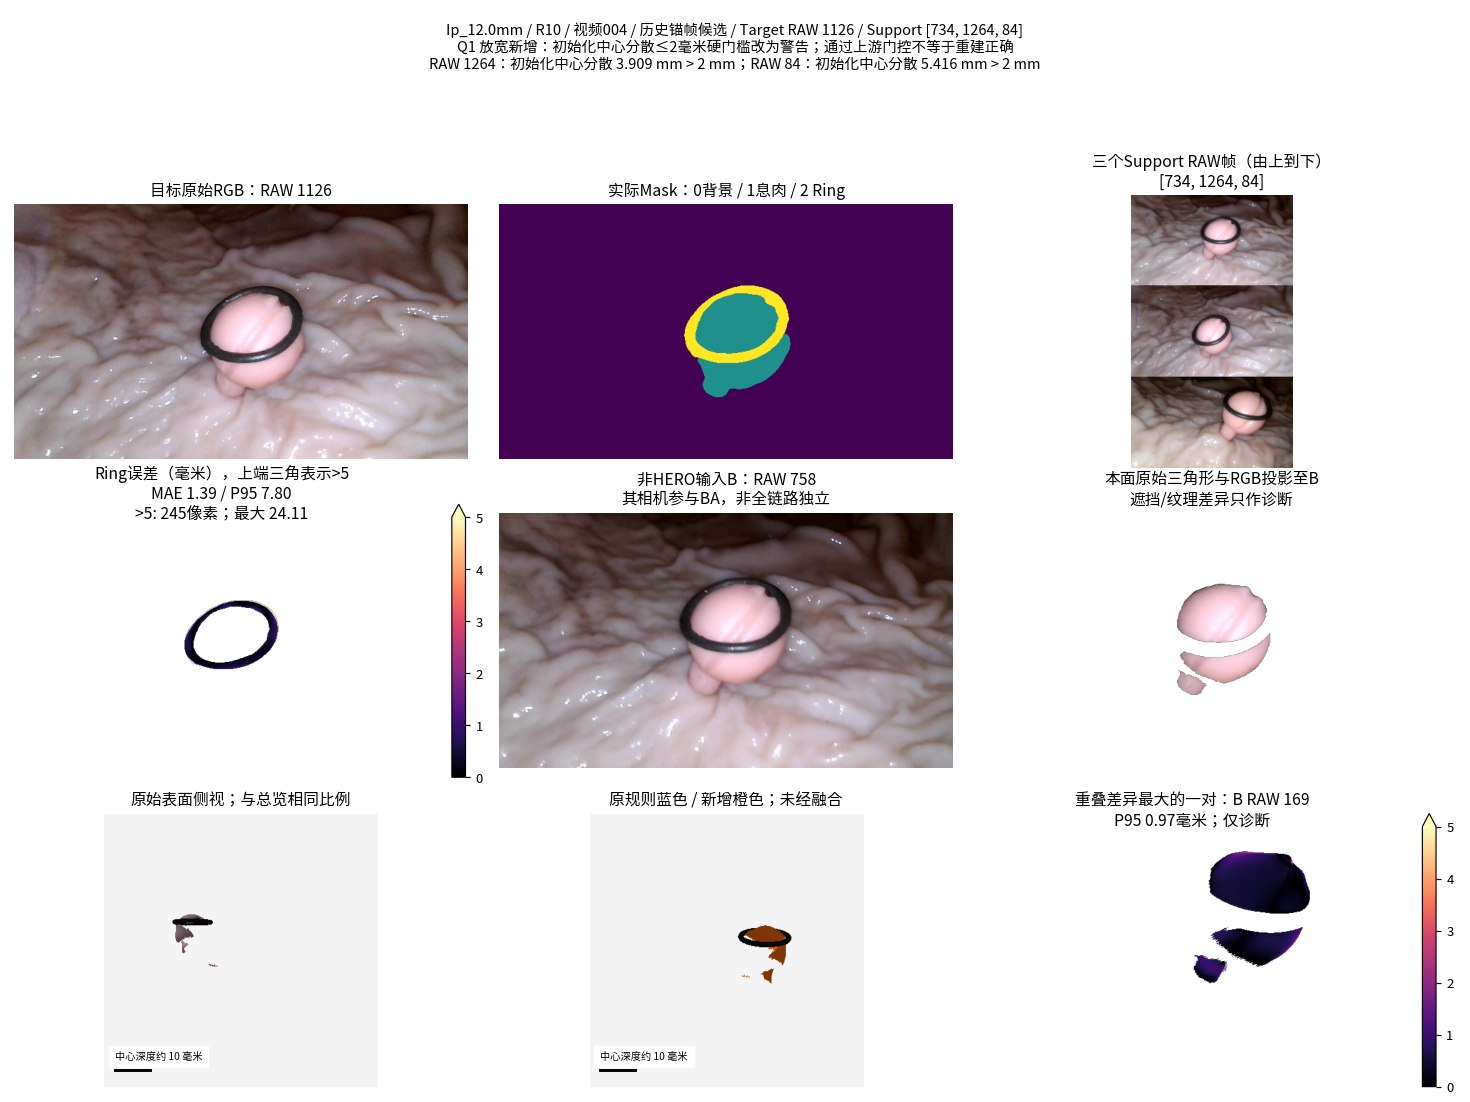 Ip_12.0mm / R10 / 视频004 / 历史锚帧候选 / Target RAW 1126 / Support [734, 1264, 84]
Q1 放宽新增：初始化中心分散≤2毫米硬门槛改为警告；通过上游门控不等于重建正确
RAW 1264：初始化中心分散 3.909 mm > 2 mm；RAW 84：初始化中心分散 5.416 mm > 2 mm
目标原始RGB：RAW 1126
实际Mask：0背景 / 1息肉 / 2 Ring
三个Support RAW帧（由上到下）
[734, 1264, 84]
Ring误差（毫米），上端三角表示>5
MAE 1.39 / P95 7.80
>5: 245像素；最大 24.11
5
4
3
2
1
0
非HERO输入B：RAW 758
其相机参与BA，非全链路独立
本面原始三角形与RGB投影至B
遮挡/纹理差异只作诊断
原始表面侧视；与总览相同比例
中心深度约 10 毫米
原规则蓝色 / 新增橙色；未经融合
中心深度约 10 毫米
重叠差异最大的一对：B RAW 169
P95 0.97毫米；仅诊断
5
4
3
2
1
0